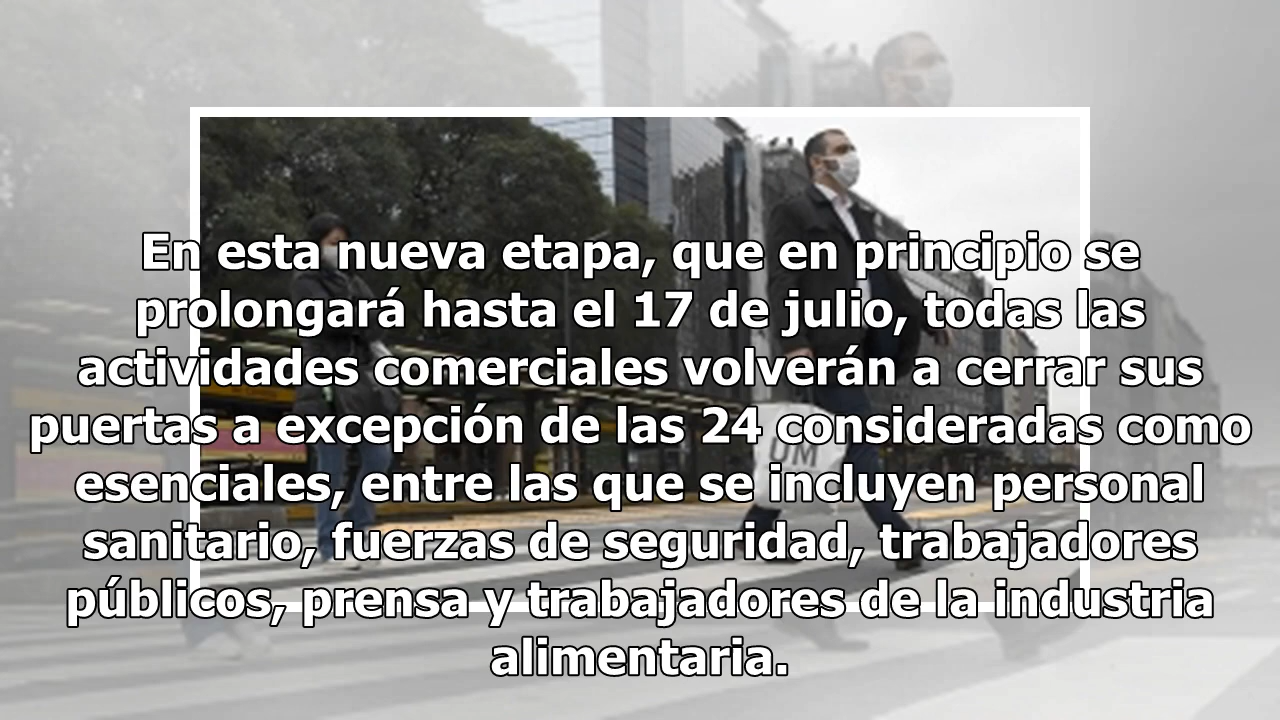 En esta nueva etapa, que en principio se
prolongará hasta el 17 de julio, todas las
actividades comerciales volverán a cerrar sus
puertas a excepción de las 24 consideradas como
esenciales, entre las que se incluyen personal
sanitario, fuerzas de seguridad, trabajadores
públicos, prensa y trabajadores de la industria
alimentaria.